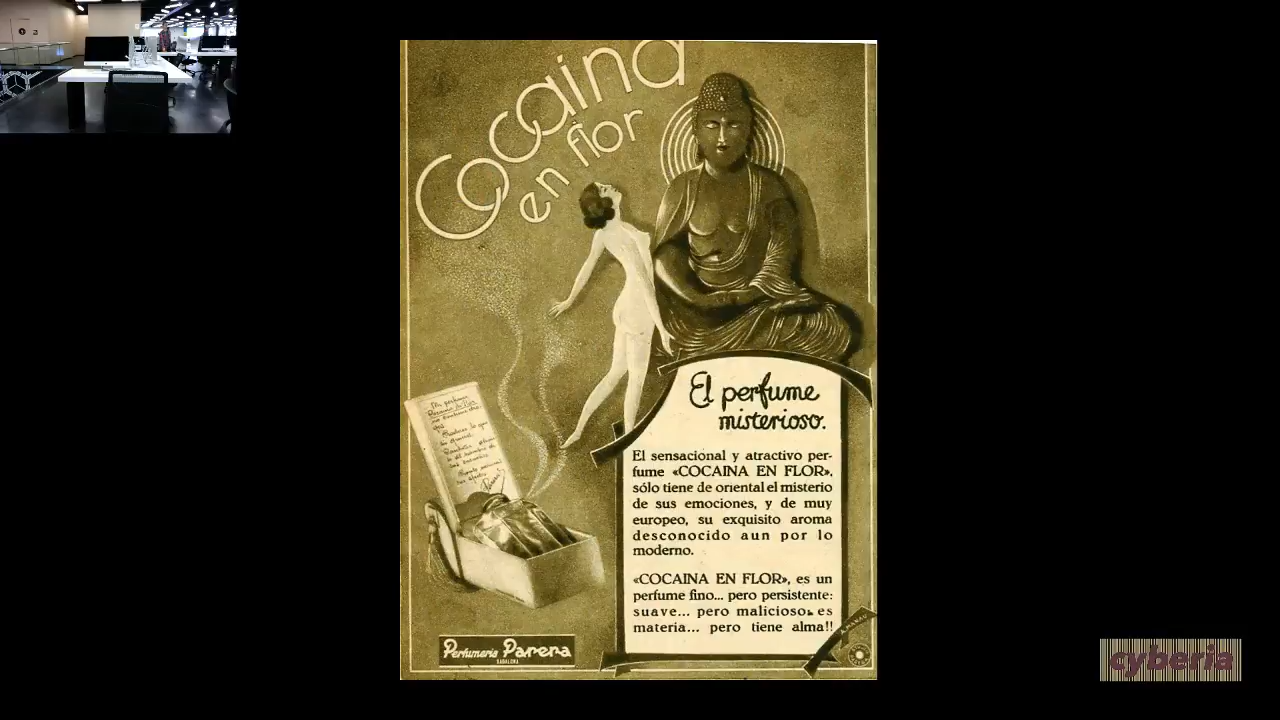 Cocaina
en flor
El perfume
misterioso.
El sensacional y atractivo per-
fume «COCAINA EN FLOR»,
sólo tiene de oriental el misterio
de sus emociones, y de muy
europeo, su exquisito aroma
desconocido aun por lo
moderno.
«COCAINA EN FLOR», es un
perfume fino... pero persistente:
suave... pero malicioso. es
materia... pero tiene alma!!
Perfumeria Parera
BADALONA
cyberia